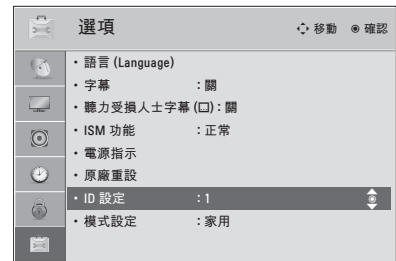 選項 移動 確認
・語言 (Language)
・字幕 :關
・聽力受損人士字幕 (口):關
・ISM 功能 :正常
・電源指示
・原廠重設
・ID 設定 :1
・模式設定 :家用